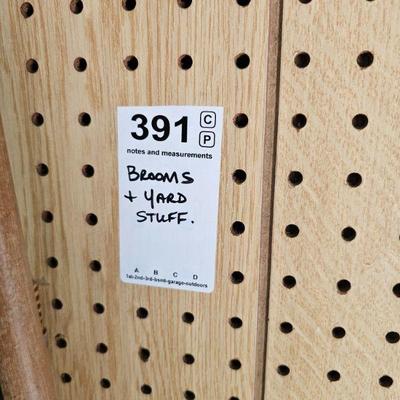 391 C
P
notes and measurements
BROOMS
+ YARD
STUFF.
A B C D
1st-2nd-3rd-bsmt-garage-outdoors